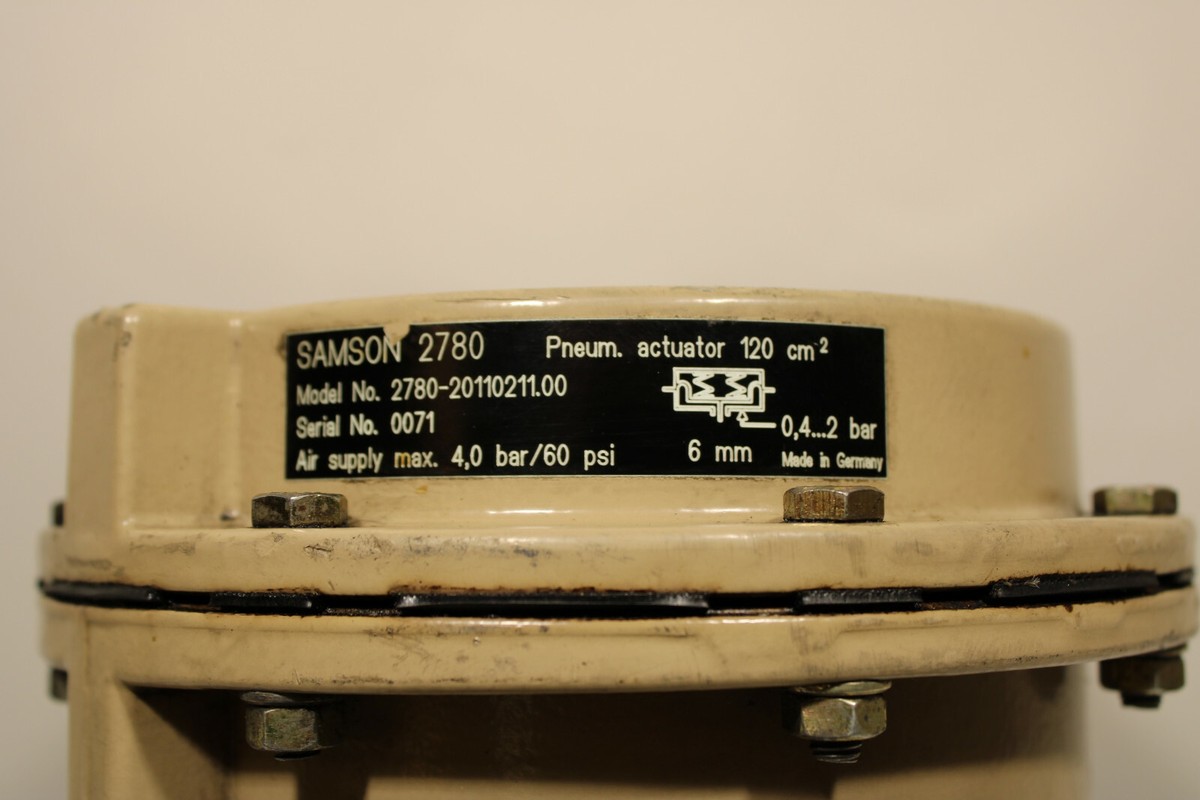 SAMSON 2780 Pneum. actuator 120 cm²
Model No. 2780-20110211.00
Serial No. 0071
0,4...2 bar
Air supply max. 4,0 bar/60 psi 6 mm
Made in Germany